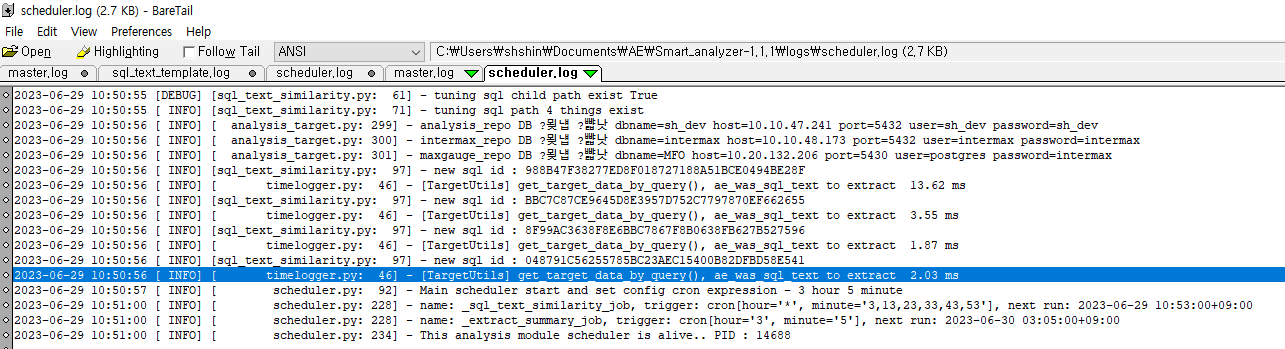 scheduler.log (2.7 KB) - BareTail
File Edit View Preferences Help
Open Highlighting Follow Tail ANSI C:₩Users₩shshin₩Documents₩AE₩Smart_analyzer-1.1.1₩logs₩scheduler.log (2,7 KB)
master.log sql_text_template.log scheduler.log master.log scheduler.log
2023-06-29 10:50:55 [DEBUG] [sql_text_similarity.py: 61] - tuning sql child path exist True
2023-06-29 10:50:55 [ INFO] [sql_text_similarity.py: 71] - tuning sql path 4 things exist
2023-06-29 10:50:56 [ INFO] [ analysis_target.py: 299] - analysis_repo DB ?묒냽 ?뺣낫 dbname=sh_dev host=10.10.47.241 port=5432 user=sh_dev password=sh_dev
2023-06-29 10:50:56 [ INFO] [ analysis_target.py: 300] - intermax_repo DB ?묒냽 ?뺣낫 dbname=intermax host=10.10.48.173 port=5432 user=intermax password=intermax
2023-06-29 10:50:56 [ INFO] [ analysis_target.py: 301] - maxgauge_repo DB ?묒냽 ?뺣낫 dbname=MFO host=10.20.132.206 port=5430 user=postgres password=intermax
2023-06-29 10:50:56 [ INFO] [sql_text_similarity.py: 97] - new sql id : 988B47F38277ED8F018727188A51BCE0494BE28F
2023-06-29 10:50:56 [ INFO] [ timelogger.py: 46] - [TargetUtils] get_target_data_by_query(), ae_was_sql_text to extract 13.62 ms
2023-06-29 10:50:56 [ INFO] [sql_text_similarity.py: 97] - new sql id : BBC7C87CE9645D8E3957D752C7797870EF662655
2023-06-29 10:50:56 [ INFO] [ timelogger.py: 46] - [TargetUtils] get_target_data_by_query(), ae_was_sql_text to extract 3.55 ms
2023-06-29 10:50:56 [ INFO] [sql_text_similarity.py: 97] - new sql id : 8F99AC3638F8E6BBC7867F8B0638FB627B527596
2023-06-29 10:50:56 [ INFO] [ timelogger.py: 46] - [TargetUtils] get_target_data_by_query(), ae_was_sql_text to extract 1.87 ms
2023-06-29 10:50:56 [ INFO] [sql_text_similarity.py: 97] - new sql id : 048791C56255785BC23AEC15400B82DFBD58E541
2023-06-29 10:50:56 [ INFO] [ timelogger.py: 46] - [TargetUtils] get_target_data_by_query(), ae_was_sql_text to extract 2.03 ms
2023-06-29 10:50:57 [ INFO] [ scheduler.py: 92] - Main scheduler start and set config cron expression - 3 hour 5 minute
2023-06-29 10:51:00 [ INFO] [ scheduler.py: 228] - name: _sql_text_similarity_job, trigger: cron[hour='*', minute='3,13,23,33,43,53'], next run: 2023-06-29 10:53:00+09:00
2023-06-29 10:51:00 [ INFO] [ scheduler.py: 228] - name: _extract_summary_job, trigger: cron[hour='3', minute='5'], next run: 2023-06-30 03:05:00+09:00
2023-06-29 10:51:00 [ INFO] [ scheduler.py: 234] - This analysis module scheduler is alive.. PID : 14688